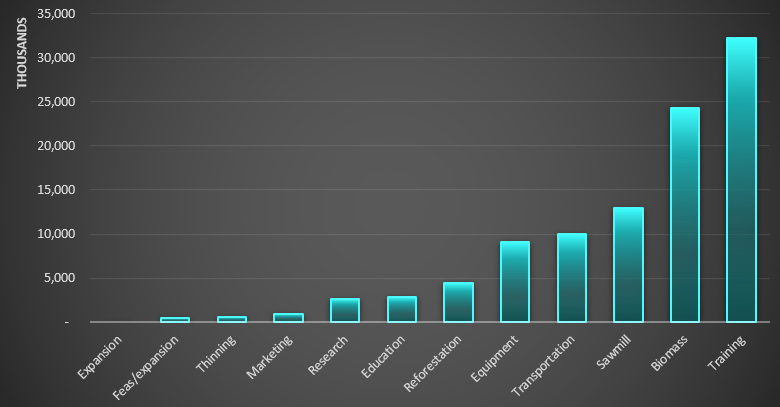 THOUSANDS
35,000
30,000
25,000
20,000
15,000
10,000
5,000
-
Expansion
Feas/expansion
Thinning
Marketing
Research
Education
Reforestation
Equipment
Transportation
Sawmill
Biomass
Training